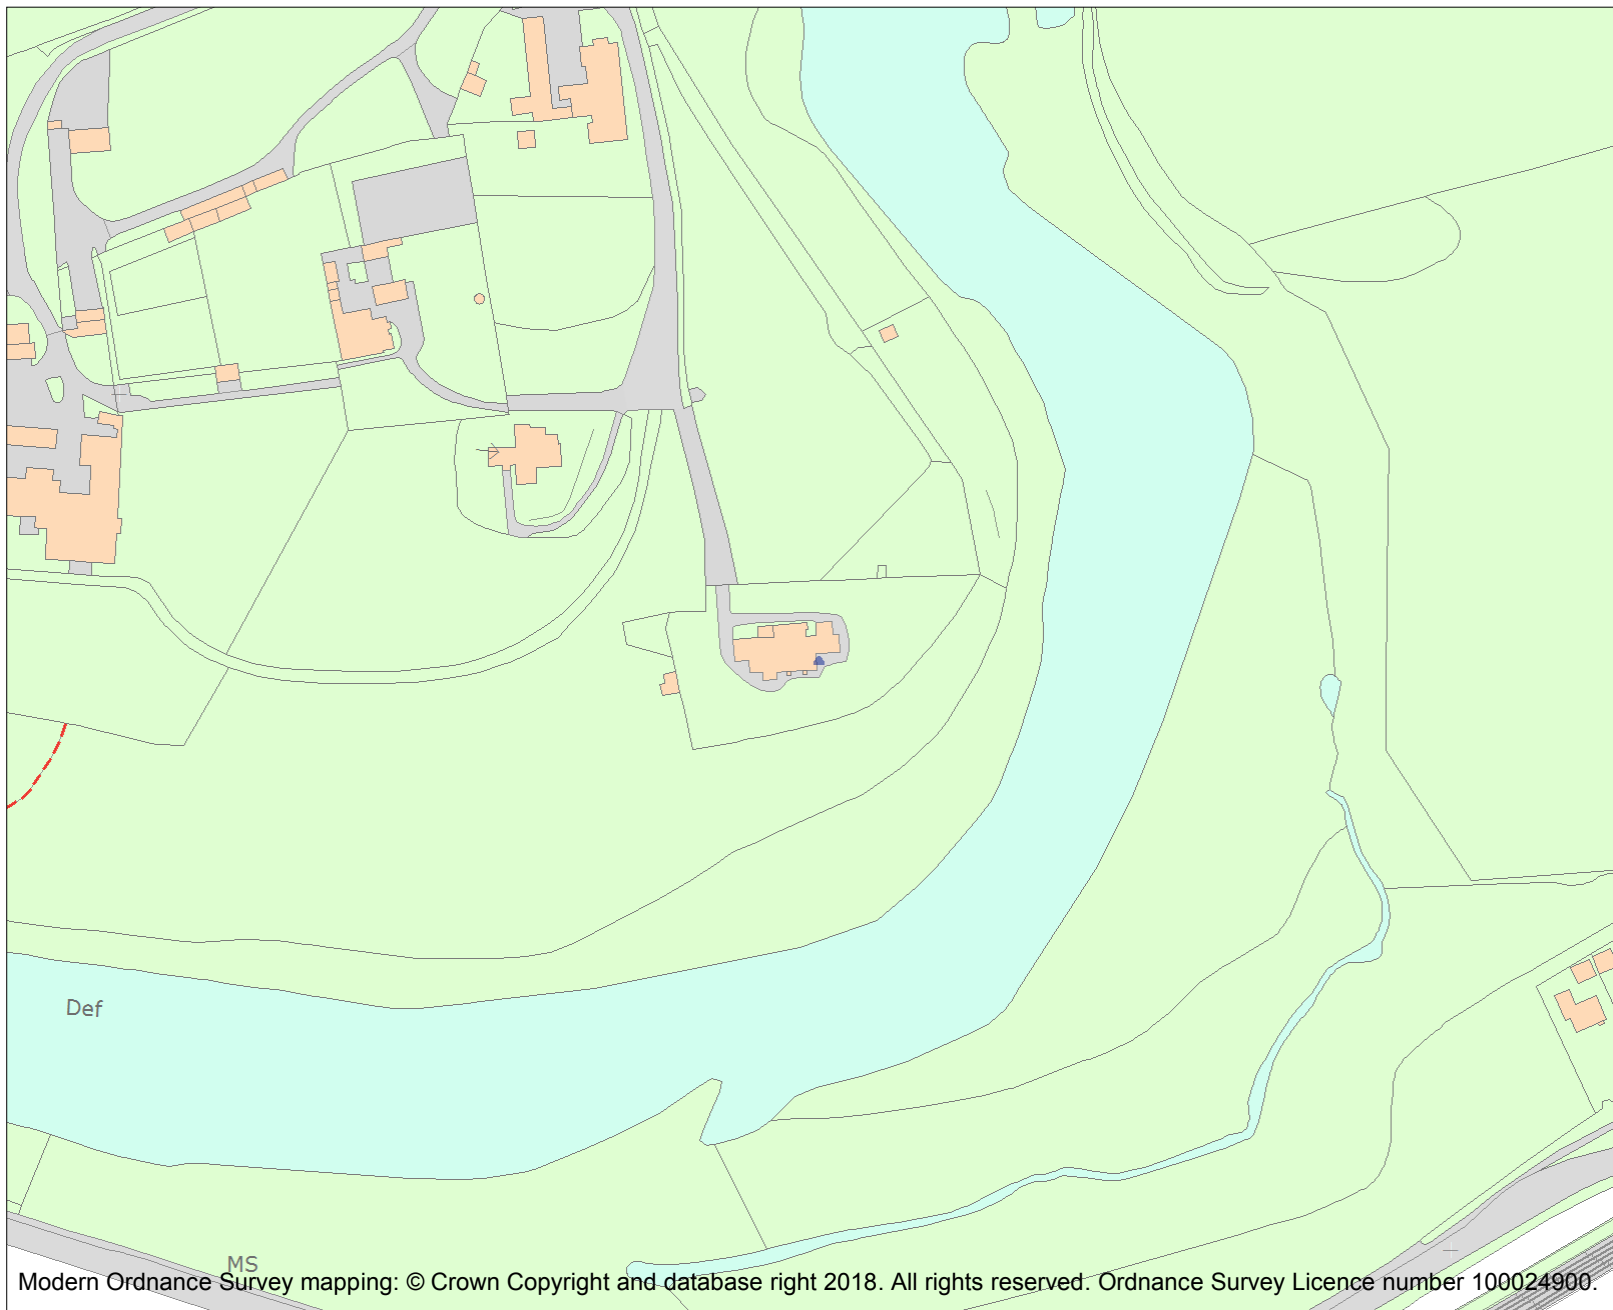 Def
MS
Modern Ordnance Survey mapping: © Crown Copyright and database right 2018. All rights reserved. Ordnance Survey Licence number 100024900.